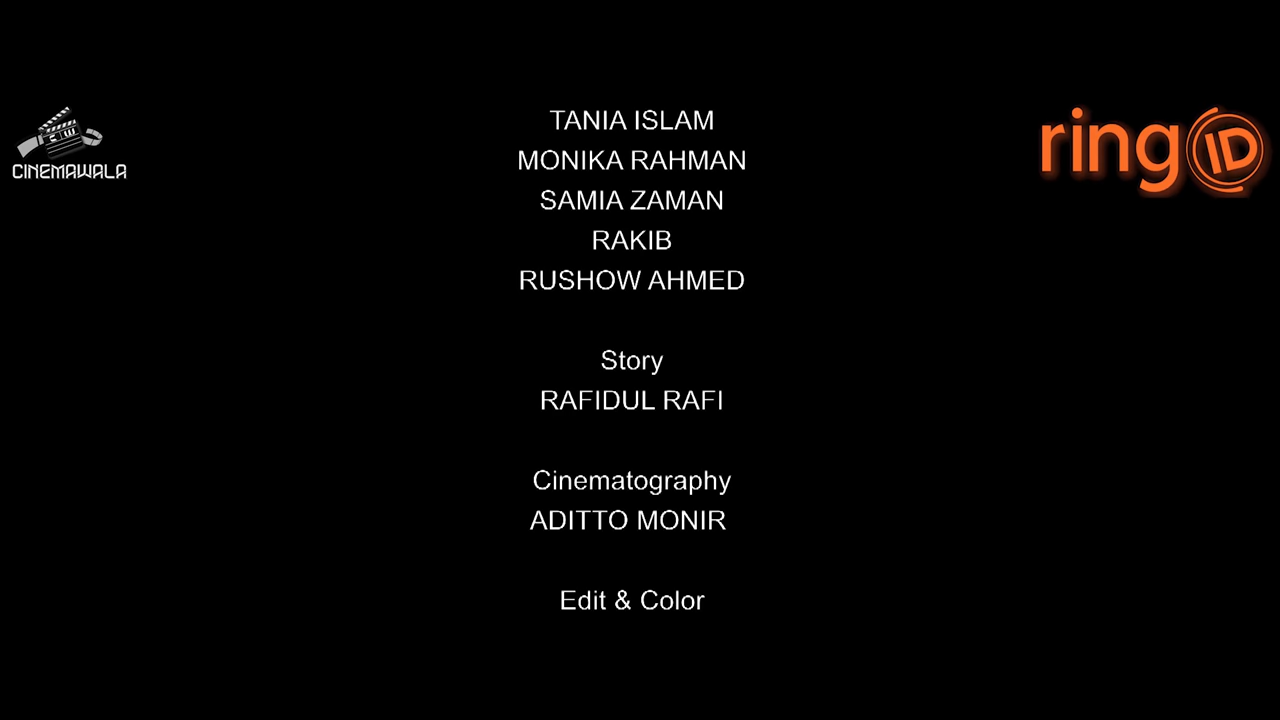 TANIA ISLAM
MONIKA RAHMAN
SAMIA ZAMAN
RAKIB
RUSHOW AHMED
Story
RAFIDUL RAFI
Cinematography
ADITTO MONIR
Edit & Color
CINEMAWALA
ringID